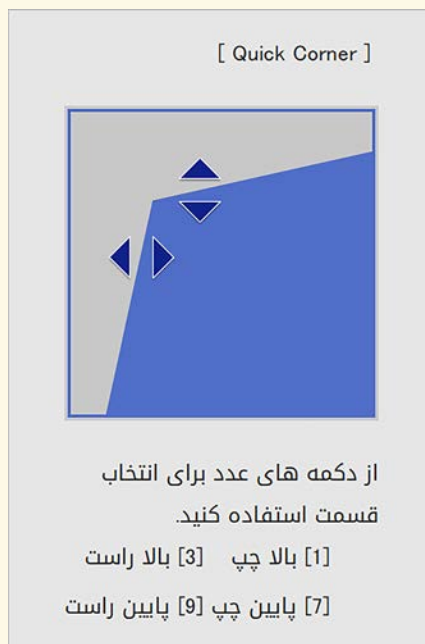 [ Quick Corner ]
از دکمه های عدد برای انتخاب
قسمت استفاده کنید.
[1] بالا چپ [3] بالا راست
[7] پایین چپ [9] پایین راست